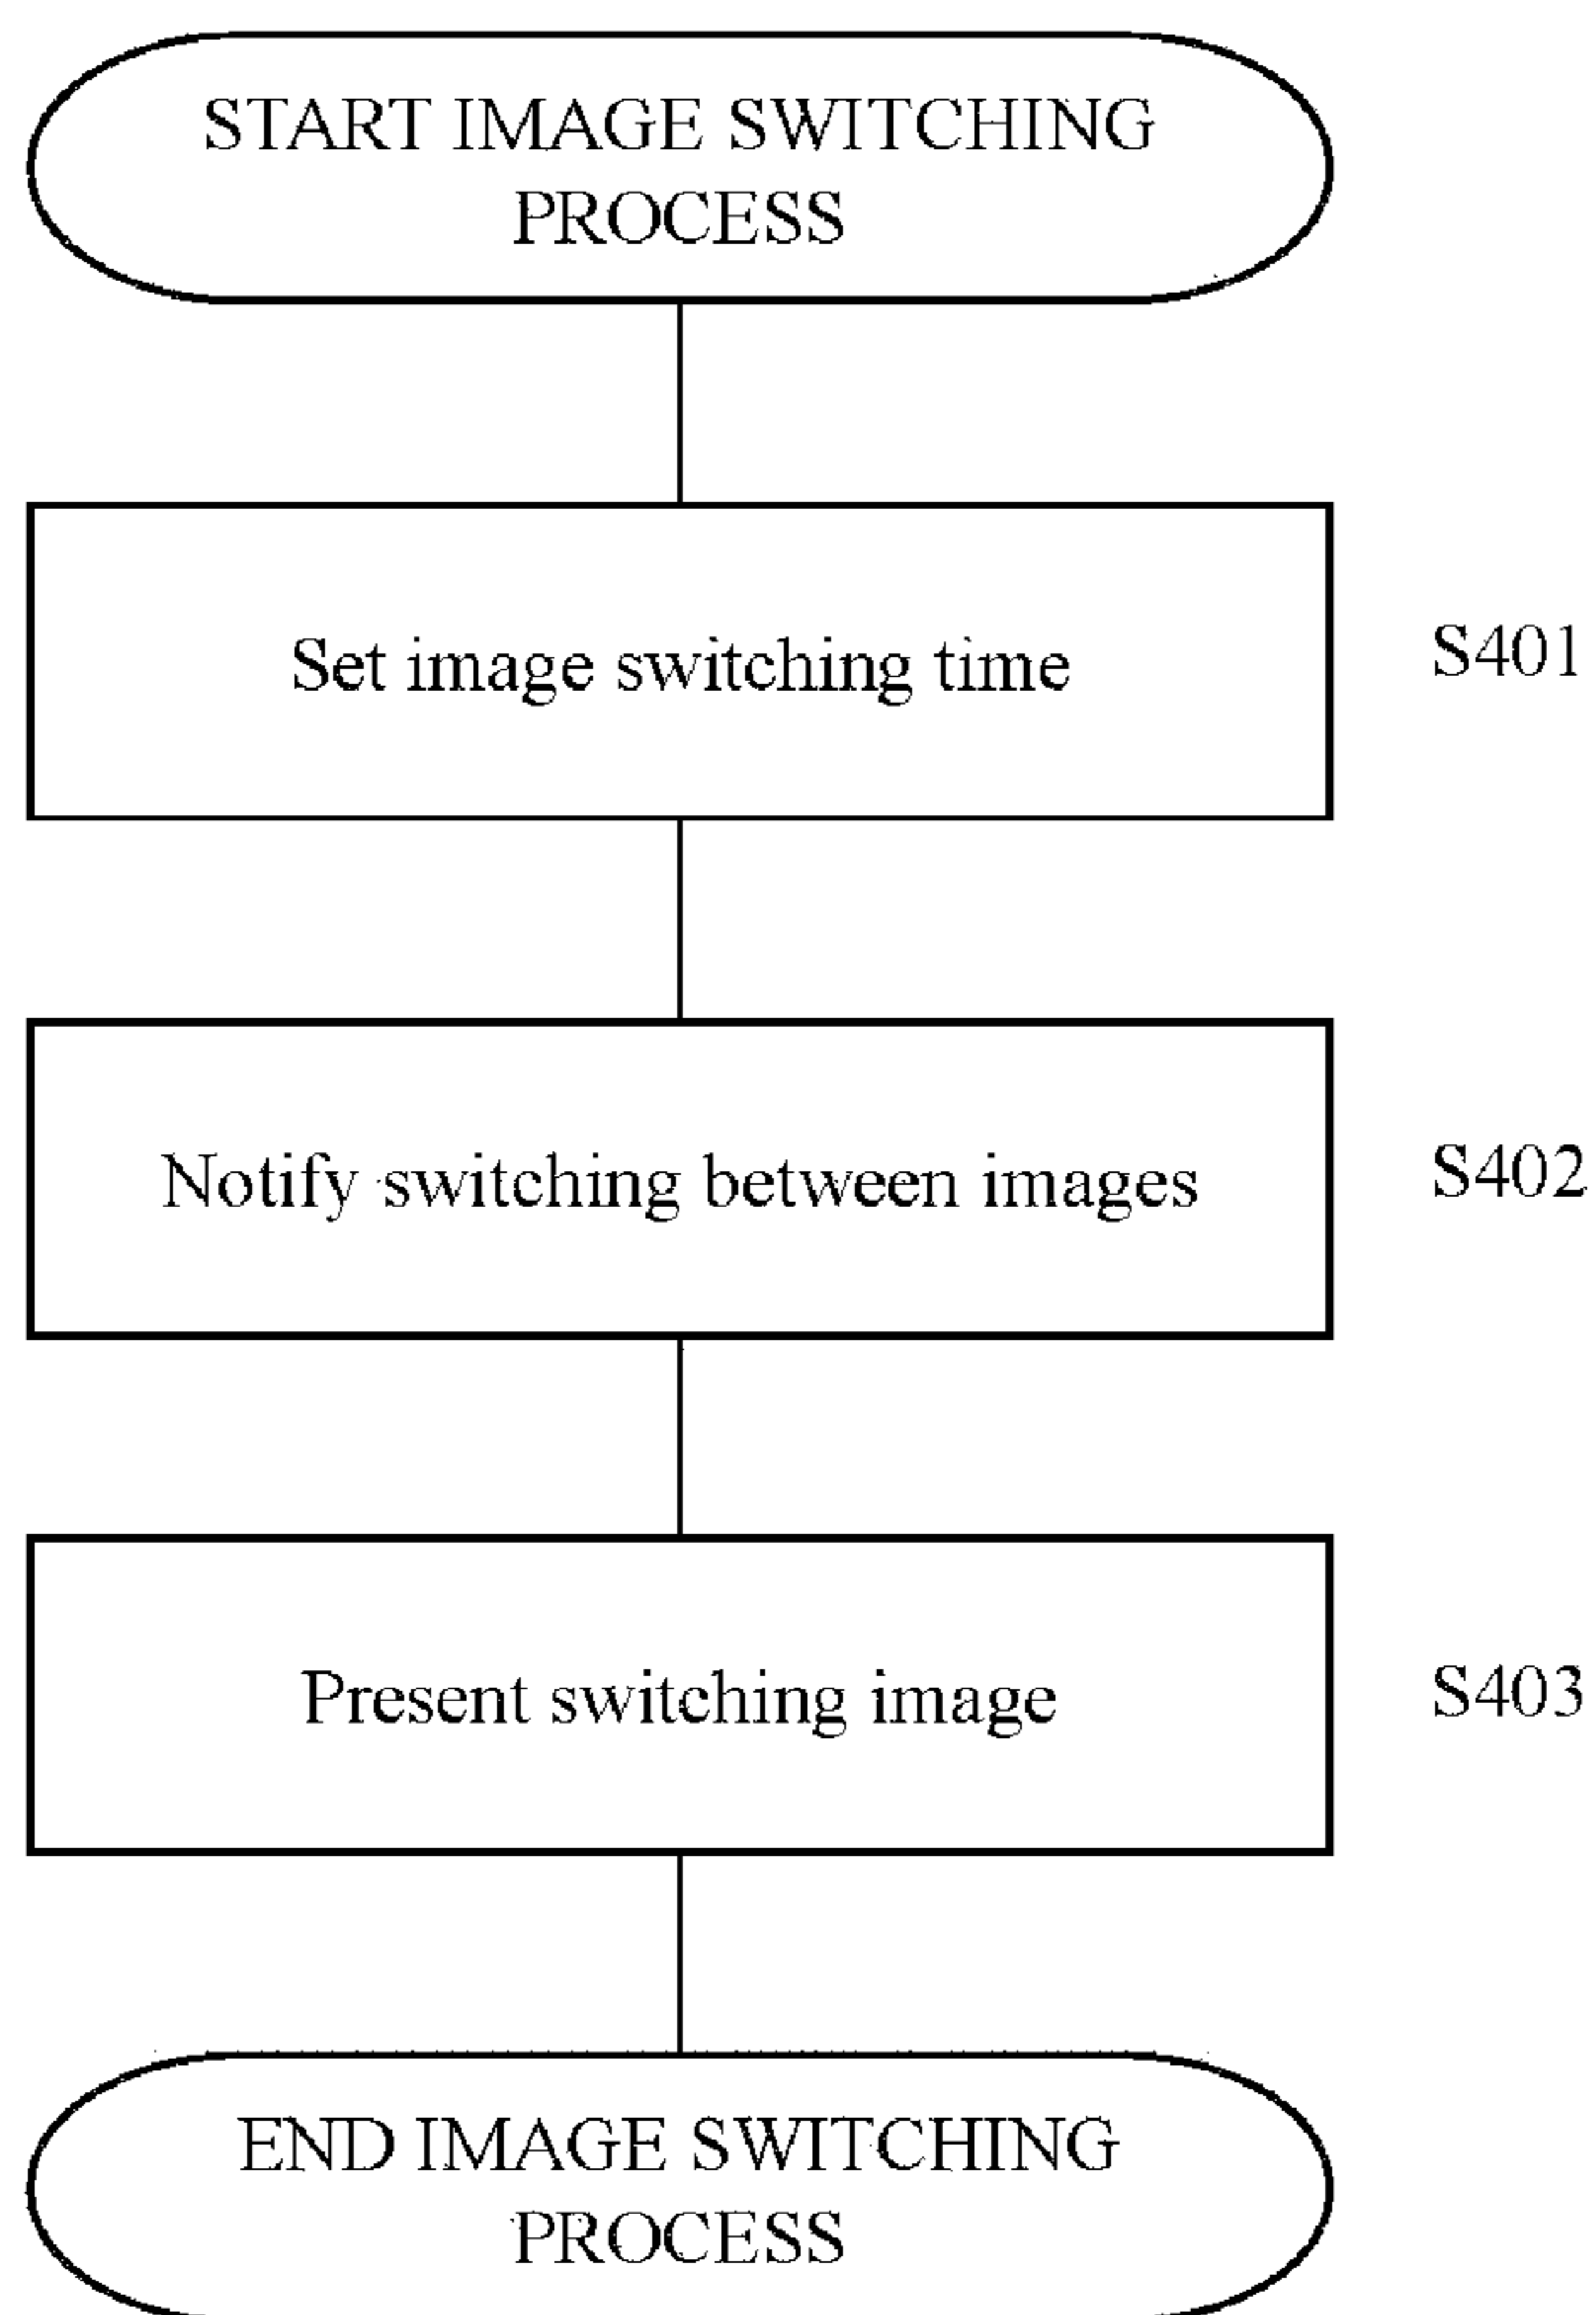 START IMAGE SWITCHING
PROCESS
Set image switching time
S401
Notify switching between images
S402
Present switching image
S403
END IMAGE SWITCHING
PROCESS